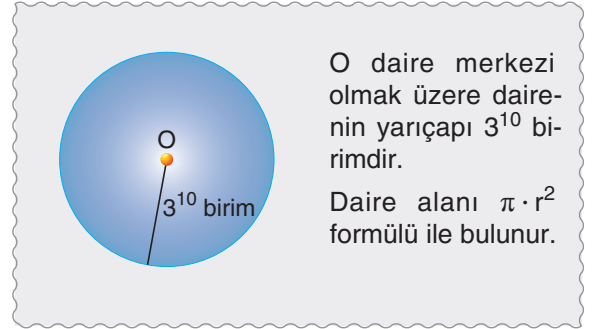 O
3¹⁰ birim
O daire merkezi
olmak üzere daire-
nin yarıçapı 3¹⁰ bi-
rimdir.
Daire alanı π · r²
formülü ile bulunur.